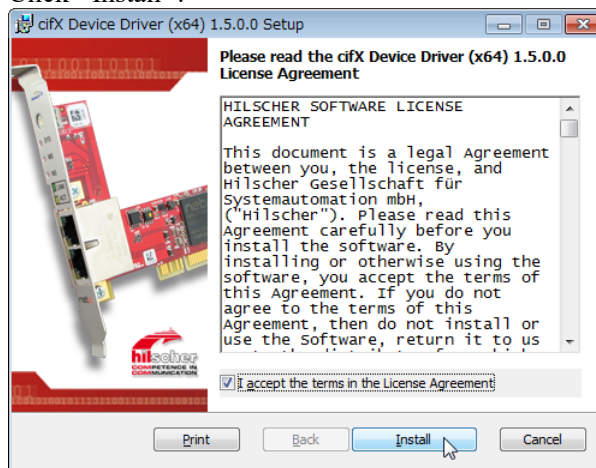 Click "Install".
cifX Device Driver (x64) 1.5.0.0 Setup
Please read the cifX Device Driver (x64) 1.5.0.0
License Agreement
HILSCHER SOFTWARE LICENSE
AGREEMENT
This document is a legal Agreement
between you, the license, and
Hilscher Gesellschaft für
Systemautomation mbH,
("Hilscher"). Please read this
Agreement carefully before you
install the software. By
installing or otherwise using the
software, you accept the terms of
this Agreement. If you do not
agree to the terms of this
Agreement, then do not install or
use the Software, return it to us
hilscher
COMPETENCE IN
COMMUNICATION
I accept the terms in the License Agreement
Print
Back
Install
Cancel